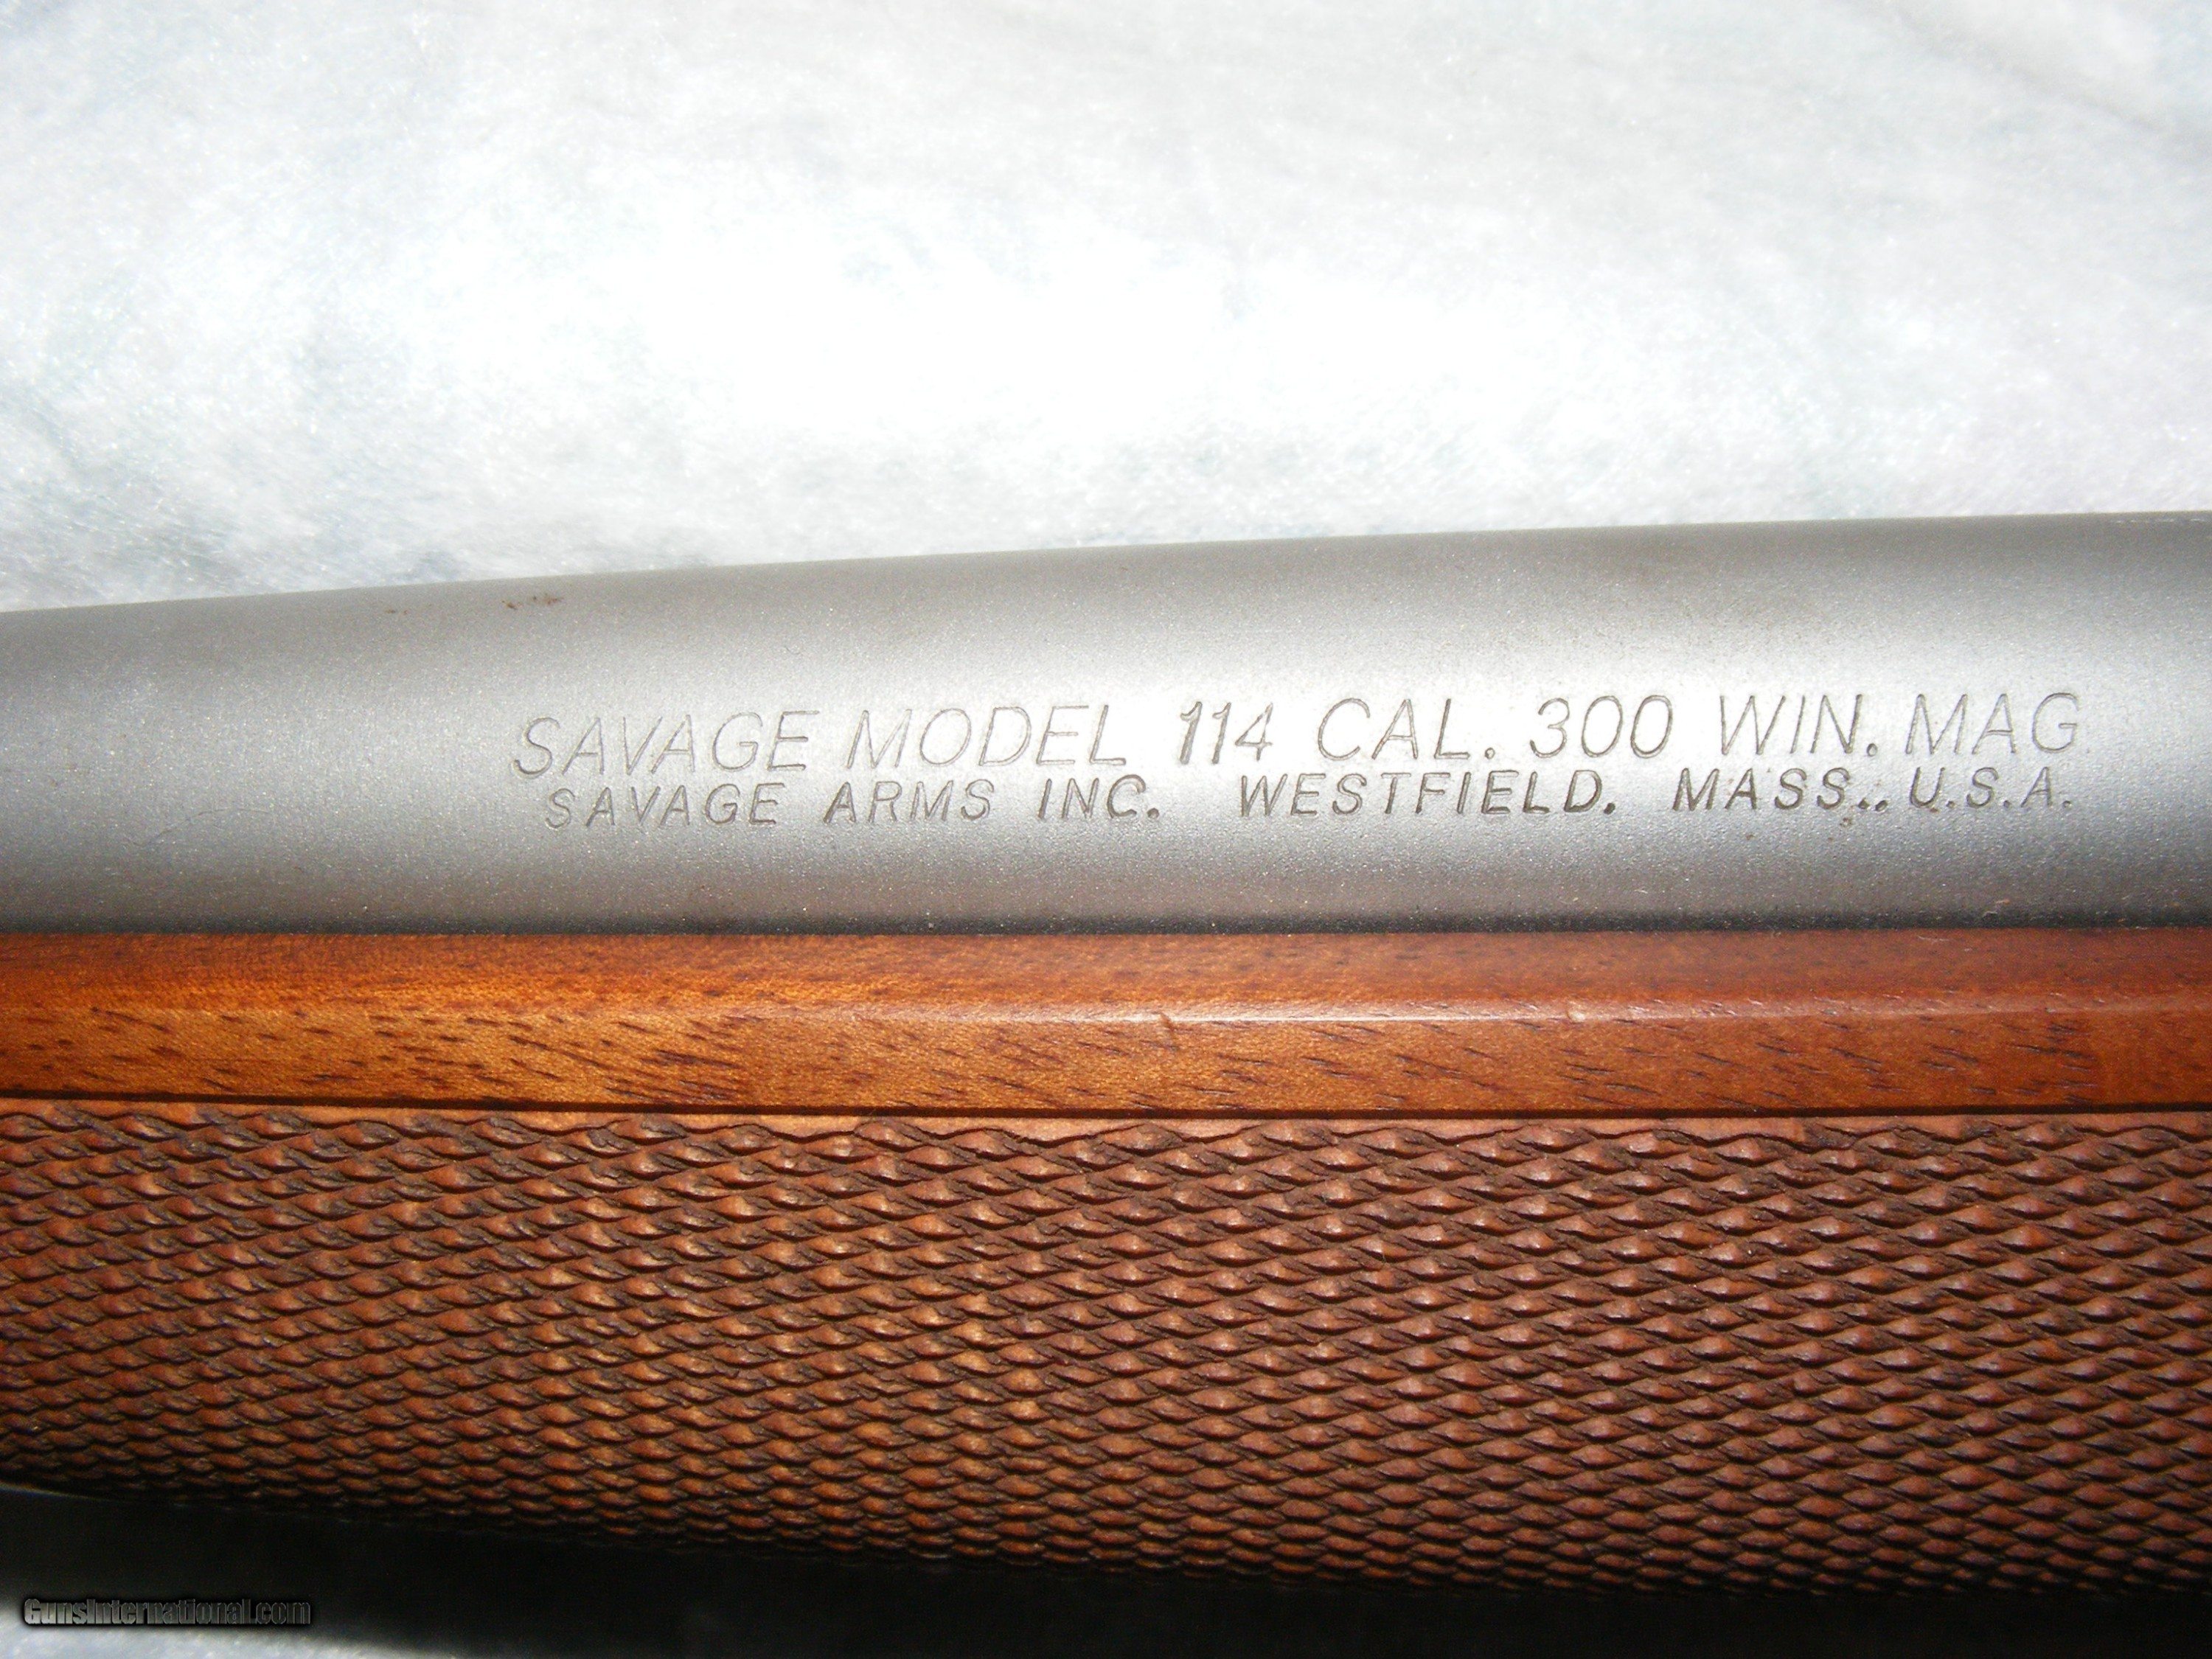 SAVAGE MODEL 114 CAL. 300 WIN. MAG
SAVAGE ARMS INC. WESTFIELD. MASS.. U.S.A.
GunsInternational.com